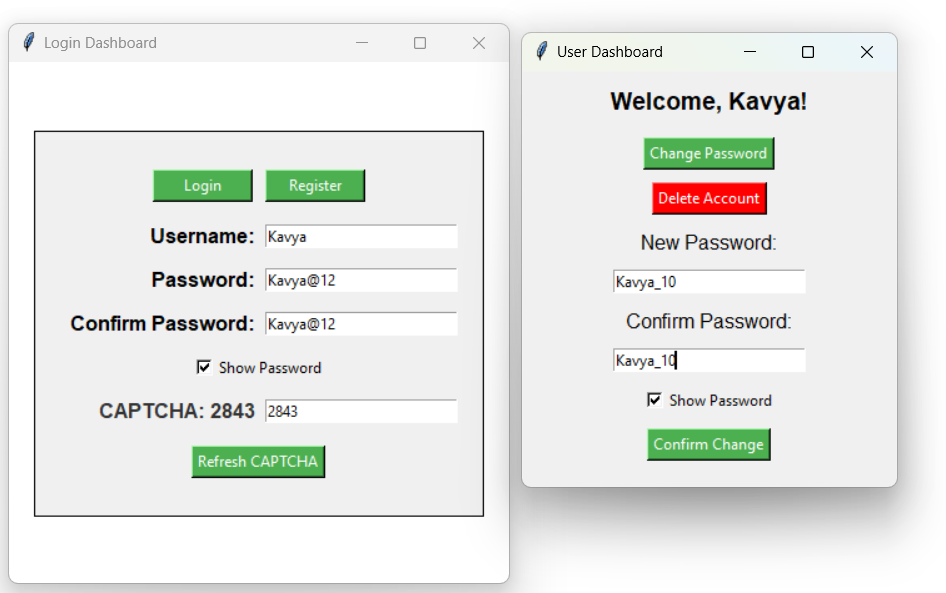 Login Dashboard
Login Register
Username: Kavya
Password: Kavya@12
Confirm Password: Kavya@12
Show Password
CAPTCHA: 2843 2843
Refresh CAPTCHA
User Dashboard
Welcome, Kavya!
Change Password
Delete Account
New Password:
Kavya_10
Confirm Password:
Kavya_10
Show Password
Confirm Change